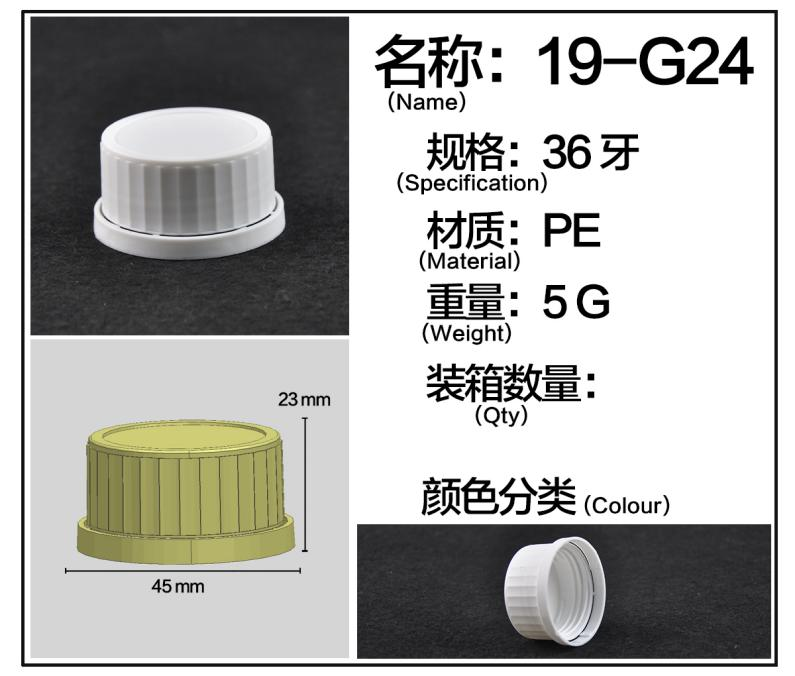 名称：19-G24
（Name）
规格：36牙
（Specification）
材质：PE
（Material）
重量：5G
（Weight）
装箱数量：
（Qty）
颜色分类（Colour）
23mm
45mm